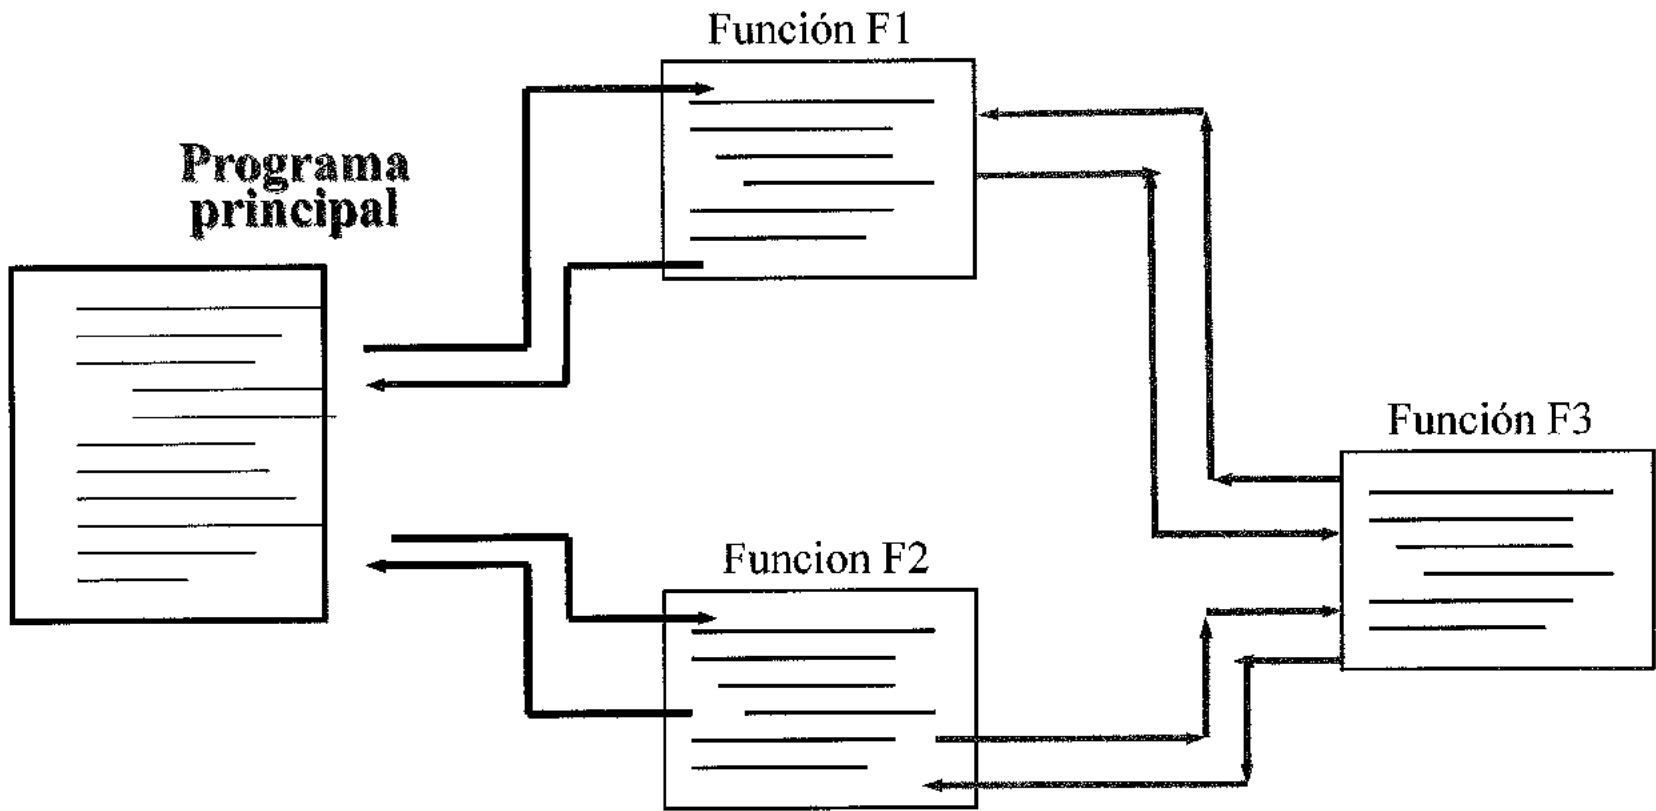 Función F1
Programa
principal
Función F3
Funcion F2